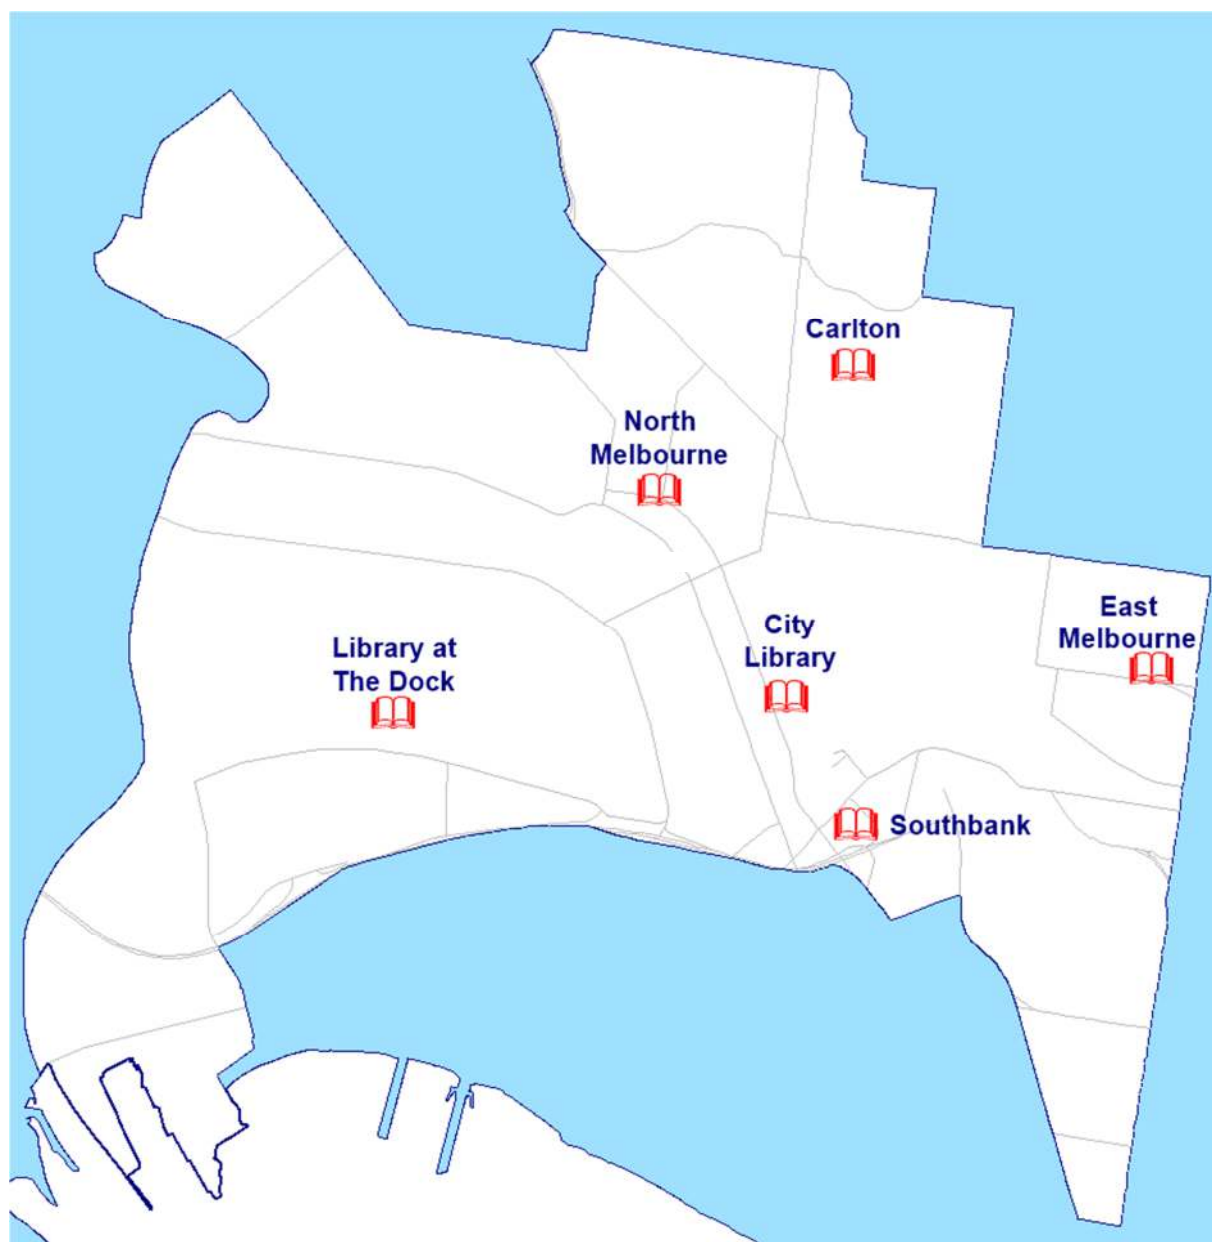 Carlton
North
Melbourne
City
Library
East
Melbourne
Library at
The Dock
Southbank